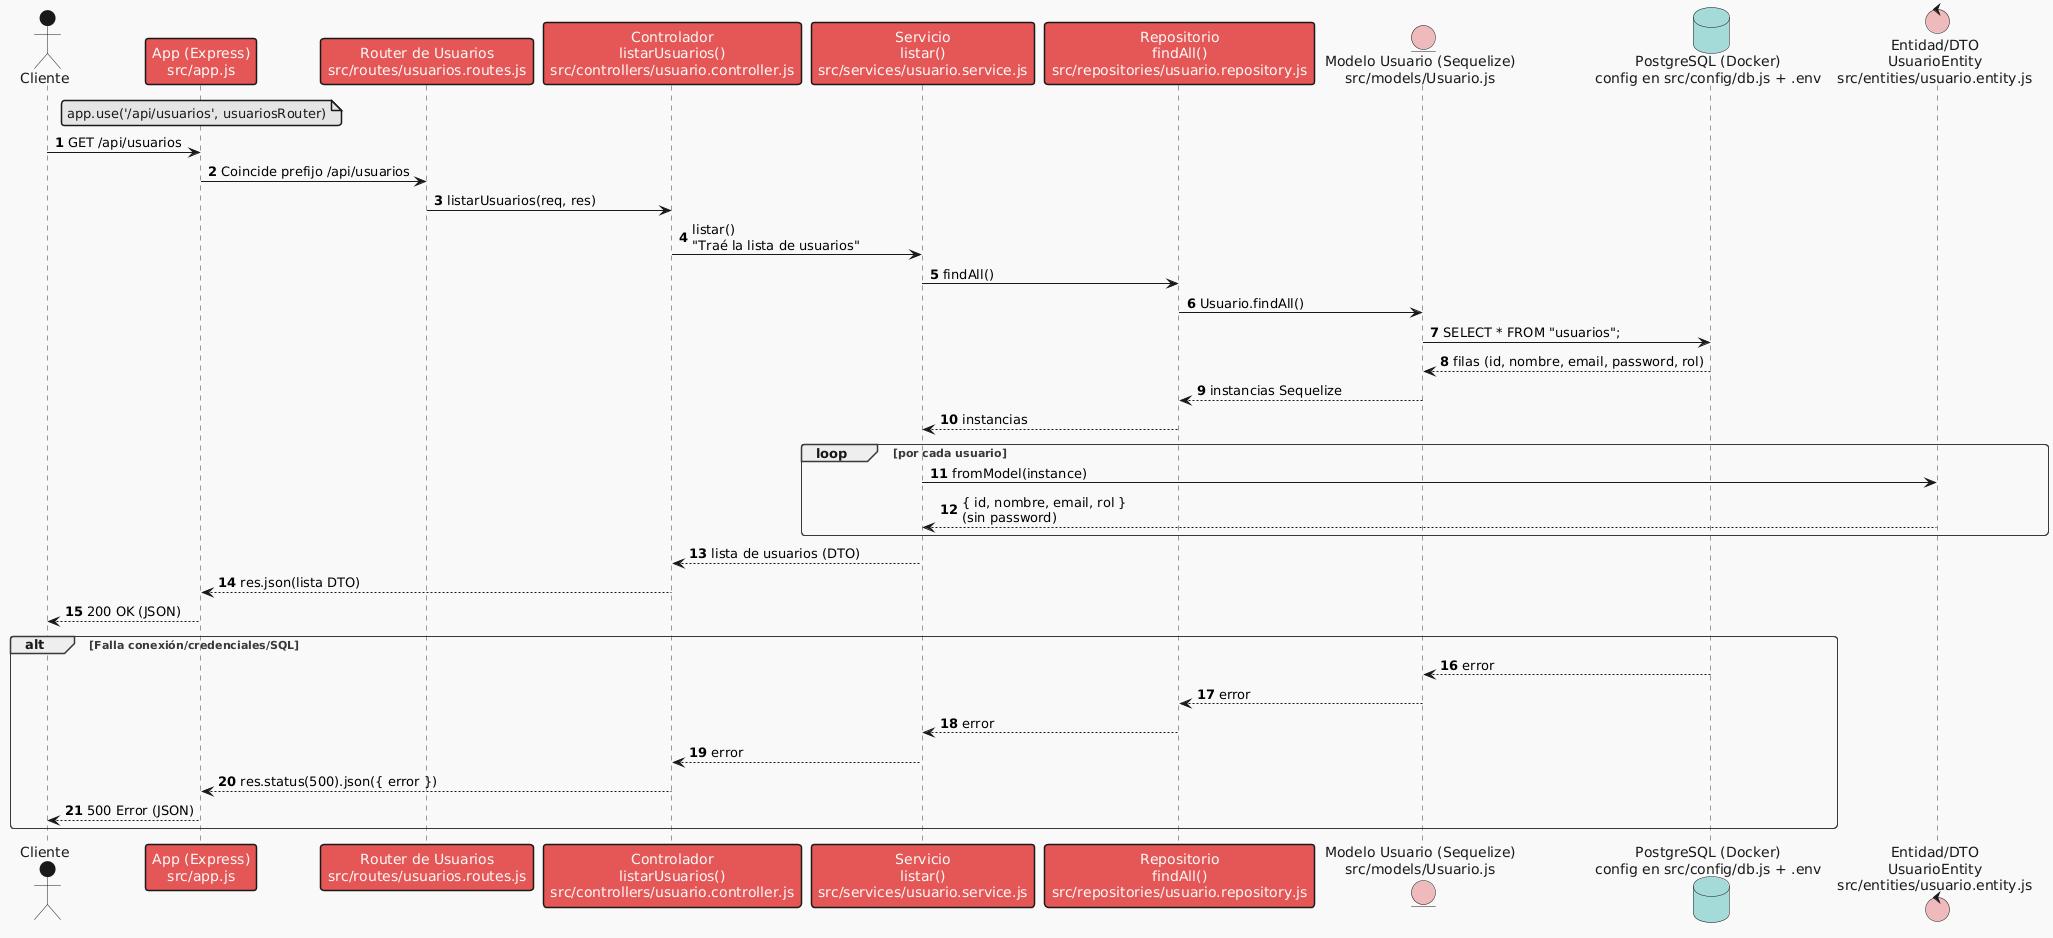 Cliente
App (Express)
src/app.js
Router de Usuarios
src/routes/usuarios.routes.js
Controlador
listarUsuarios()
src/controllers/usuario.controller.js
Servicio
listar()
src/services/usuario.service.js
Repositorio
findAll()
src/repositories/usuario.repository.js
Modelo Usuario (Sequelize)
src/models/Usuario.js
PostgreSQL (Docker)
config en src/config/db.js + .env
Entidad/DTO
UsuarioEntity
src/entities/usuario.entity.js
app.use('/api/usuarios', usuariosRouter)
1 GET /api/usuarios
2 Coincide prefijo /api/usuarios
3 listarUsuarios(req, res)
4 listar()
"Traé la lista de usuarios"
5 findAll()
6 Usuario.findAll()
7 SELECT * FROM "usuarios";
8 filas (id, nombre, email, password, rol)
9 instancias Sequelize
10 instancias
loop [por cada usuario]
11 fromModel(instance)
12 { id, nombre, email, rol }
(sin password)
13 lista de usuarios (DTO)
14 res.json(lista DTO)
15 200 OK (JSON)
alt [Falla conexión/credenciales/SQL]
16 error
17 error
18 error
19 error
20 res.status(500).json({ error })
21 500 Error (JSON)
Cliente
App (Express)
src/app.js
Router de Usuarios
src/routes/usuarios.routes.js
Controlador
listarUsuarios()
src/controllers/usuario.controller.js
Servicio
listar()
src/services/usuario.service.js
Repositorio
findAll()
src/repositories/usuario.repository.js
Modelo Usuario (Sequelize)
src/models/Usuario.js
PostgreSQL (Docker)
config en src/config/db.js + .env
Entidad/DTO
UsuarioEntity
src/entities/usuario.entity.js